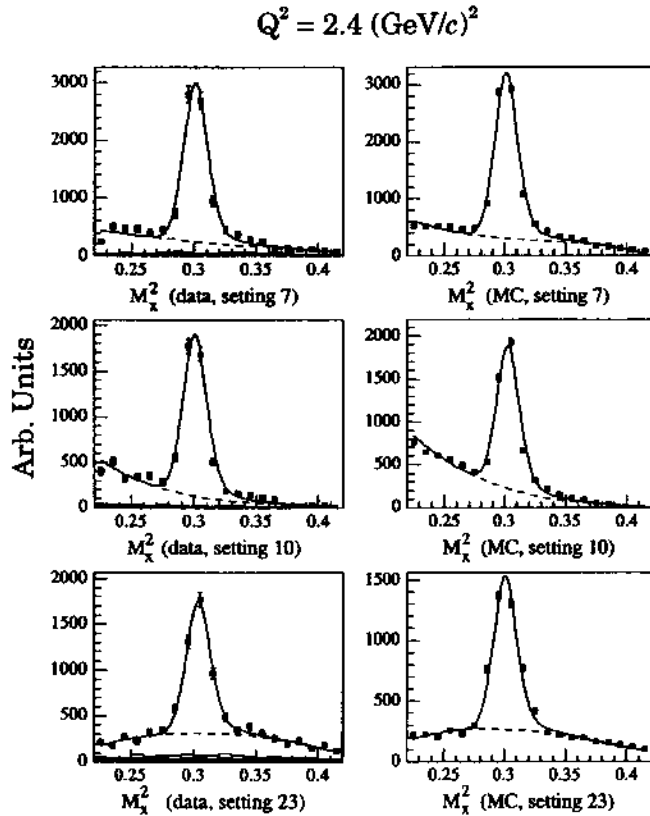 Q² = 2.4 (GeV/c)²
Arb. Units
3000
2000
1000
0
0.25 0.3 0.35 0.4
M²ₓ (data, setting 7)
3000
2000
1000
0
0.25 0.3 0.35 0.4
M²ₓ (MC, setting 7)
2000
1500
1000
500
0
0.25 0.3 0.35 0.4
M²ₓ (data, setting 10)
2000
1500
1000
500
0
0.25 0.3 0.35 0.4
M²ₓ (MC, setting 10)
2000
1500
1000
500
0
0.25 0.3 0.35 0.4
M²ₓ (data, setting 23)
1500
1000
500
0
0.25 0.3 0.35 0.4
M²ₓ (MC, setting 23)